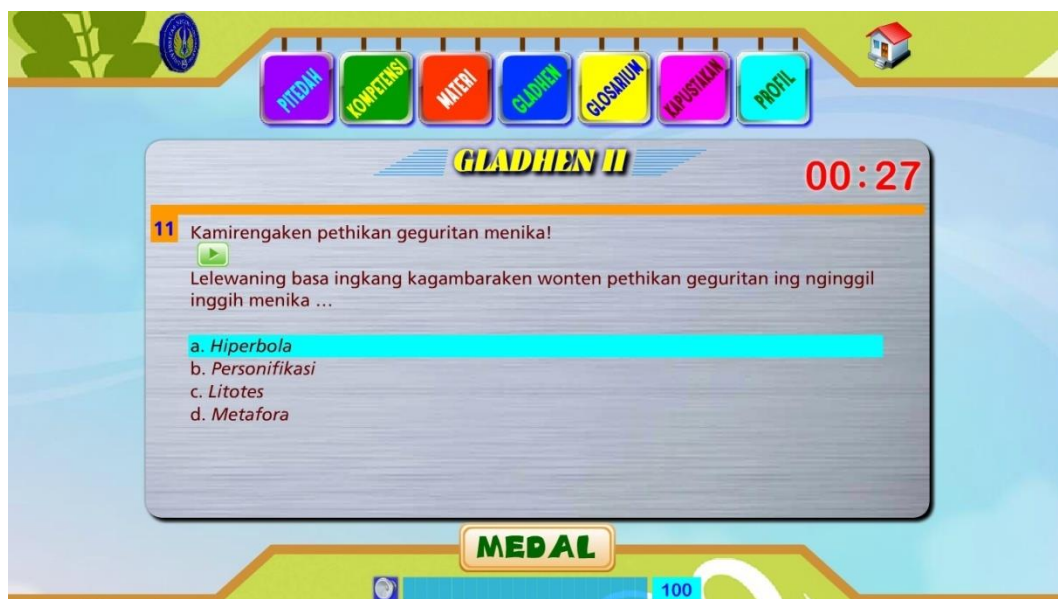 PITEDAH
KOMPETENSI
MATERI
GLADHEN
GLOSARIUM
KAPUSTAKAN
PROFIL
GLADHEN II
00:27
11
Kamirengaken pethikan geguritan menika!
Lelewaning basa ingkang kagambaraken wonten pethikan geguritan ing nginggil
inggih menika ...
a. Hiperbola
b. Personifikasi
c. Litotes
d. Metafora
MEDAL
100